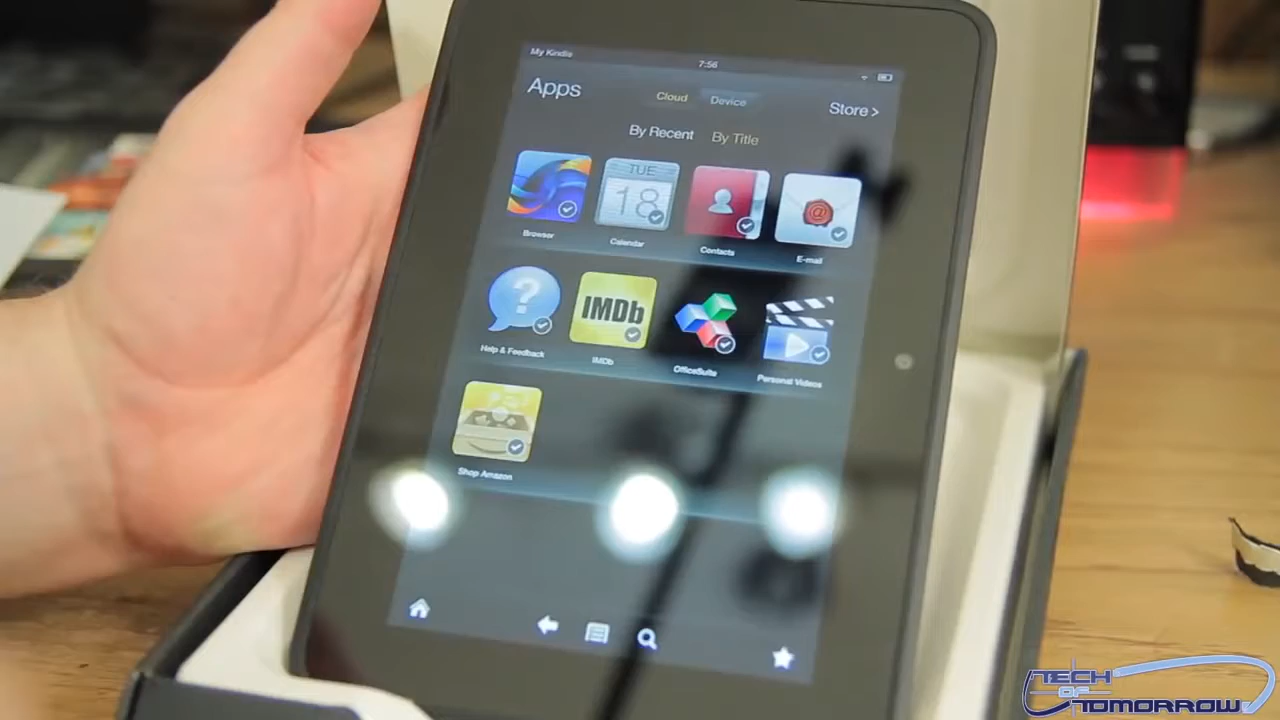 My Kindle
7:56
Apps
Cloud
Device
Store >
By Recent
By Title
TUE
18
@
Browser
Calendar
Contacts
E-mail
?
IMDb
Help & Feedback
IMDb
OfficeSuite
Personal Videos
Shop Amazon
TECH
OF
TOMORROW